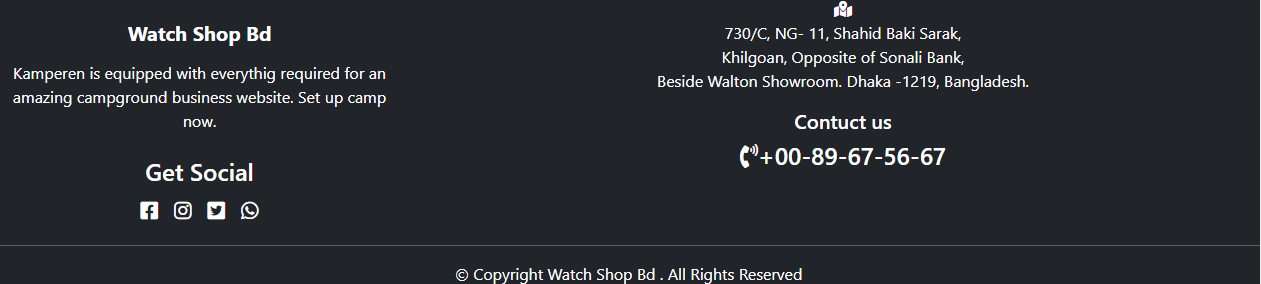 Watch Shop Bd
Kamperen is equipped with everythig required for an
amazing campground business website. Set up camp
now.
Get Social
730/C, NG- 11, Shahid Baki Sarak,
Khilgoan, Opposite of Sonali Bank,
Beside Walton Showroom. Dhaka -1219, Bangladesh.
Contuct us
+00-89-67-56-67
© Copyright Watch Shop Bd . All Rights Reserved